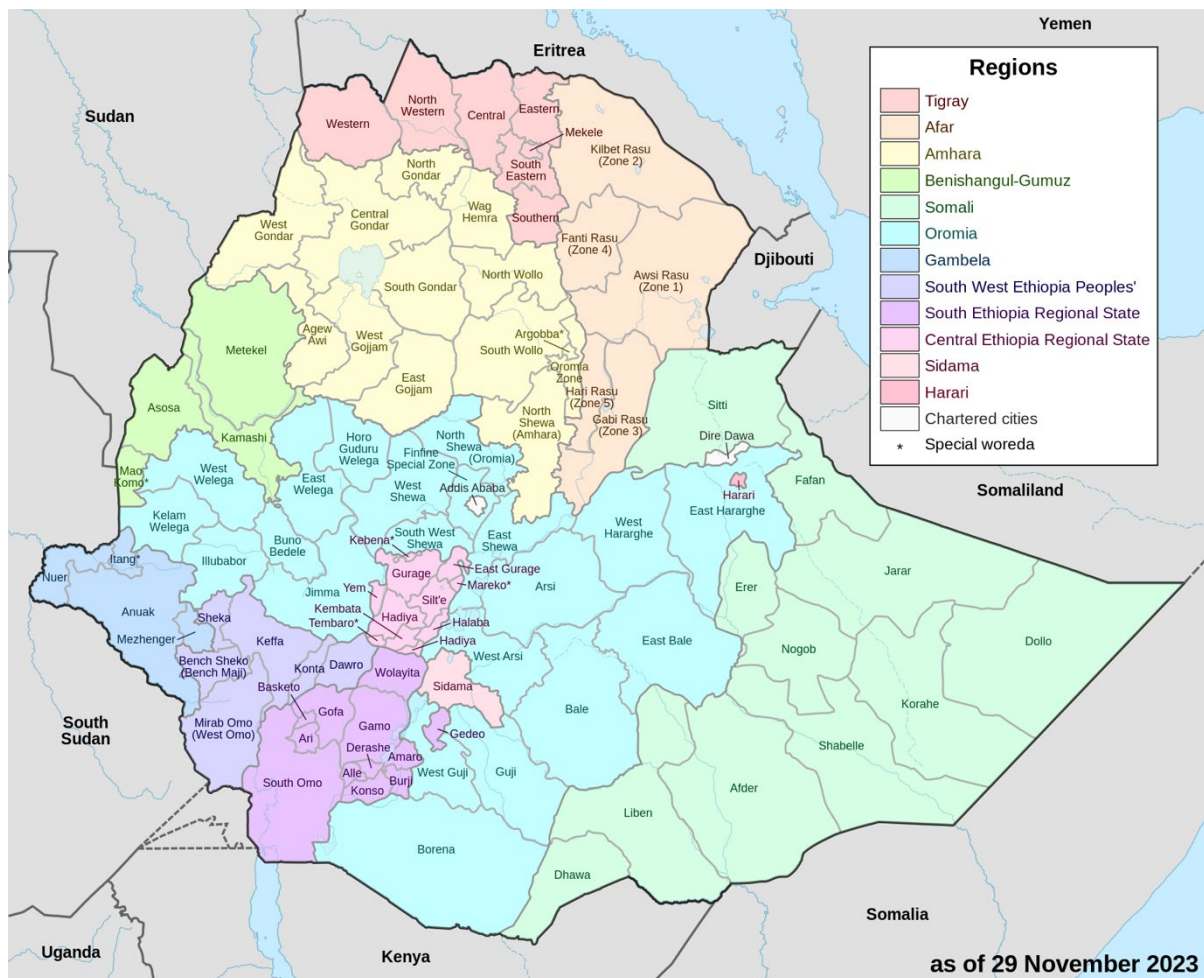 Yemen
Eritrea
Sudan
Regions
Tigray
Afar
Amhara
Benishangul-Gumuz
Somali
Oromia
Gambela
South West Ethiopia Peoples'
South Ethiopia Regional State
Central Ethiopia Regional State
Sidama
Harari
Chartered cities
* Special woreda
Western
North
Western
Central
Eastern
Mekele
South
Eastern
Southern
Kilbet Rasu
(Zone 2)
Fanti Rasu
(Zone 4)
Awsi Rasu
(Zone 1)
Djibouti
North
Gondar
Central
Gondar
Wag
Hemra
West
Gondar
South Gondar
North Wollo
Agew
Awi
West
Gojjam
East
Gojjam
Argobba*
South Wollo
Oromia
Zone
North
Shewa
(Amhara)
Hari Rasu
(Zone 5)
Gabi Rasu
(Zone 3)
Metekel
Asosa
Kamashi
Mao
Komo*
Sitti
Dire Dawa
Harari
East Hararghe
Fafan
Somaliland
West
Welega
East
Welega
Horo
Guduru
Welega
North
Shewa
(Oromia)
Finfine
Special Zone
Addis Ababa
West
Shewa
Kelam
Welega
Illubabor
Buno
Bedele
South West
Shewa
East
Shewa
West
Hararghe
Kebena*
Gurage
East Gurage
Mareko*
Silt'e
Yem
Hadiya
Kembata
Tembaro*
Halaba
Hadiya
Jimma
Arsi
Erer
Jarar
Dollo
Nogob
Korahe
Shabelle
Afder
Liben
Dhawa
Nuer
Itang*
Anuak
Mezhenger
Sheka
Keffa
Bench Sheko
(Bench Maji)
Konta
Dawro
Mirab Omo
(West Omo)
Basketo
Wolayita
Gofa
Gamo
Ari
Derashe
Amaro
Alle
Konso
Burji
South Omo
West Arsi
Sidama
Gedeo
West Guji
Guji
East Bale
Bale
Borena
South
Sudan
Uganda
Kenya
Somalia
as of 29 November 2023